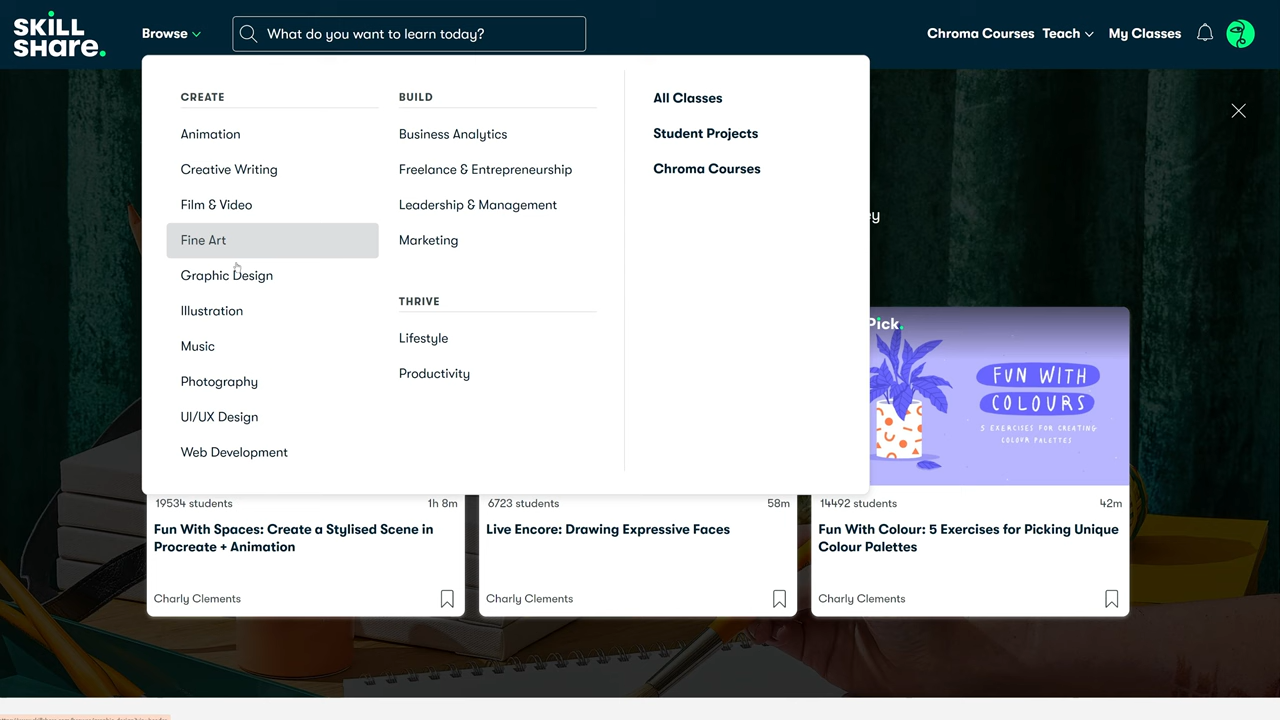 SKILL
SHARE.
Browse
What do you want to learn today?
Chroma Courses
Teach
My Classes
CREATE
Animation
Creative Writing
Film & Video
Fine Art
Graphic Design
Illustration
Music
Photography
UI/UX Design
Web Development
BUILD
Business Analytics
Freelance & Entrepreneurship
Leadership & Management
Marketing
THRIVE
Lifestyle
Productivity
All Classes
Student Projects
Chroma Courses
ey
Pick.
FUN WITH
COLOURS
5 EXERCISES FOR CREATING
COLOUR PALETTES
19534 students
1h 8m
Fun With Spaces: Create a Stylised Scene in
Procreate + Animation
Charly Clements
6723 students
58m
Live Encore: Drawing Expressive Faces
Charly Clements
14492 students
42m
Fun With Colour: 5 Exercises for Picking Unique
Colour Palettes
Charly Clements